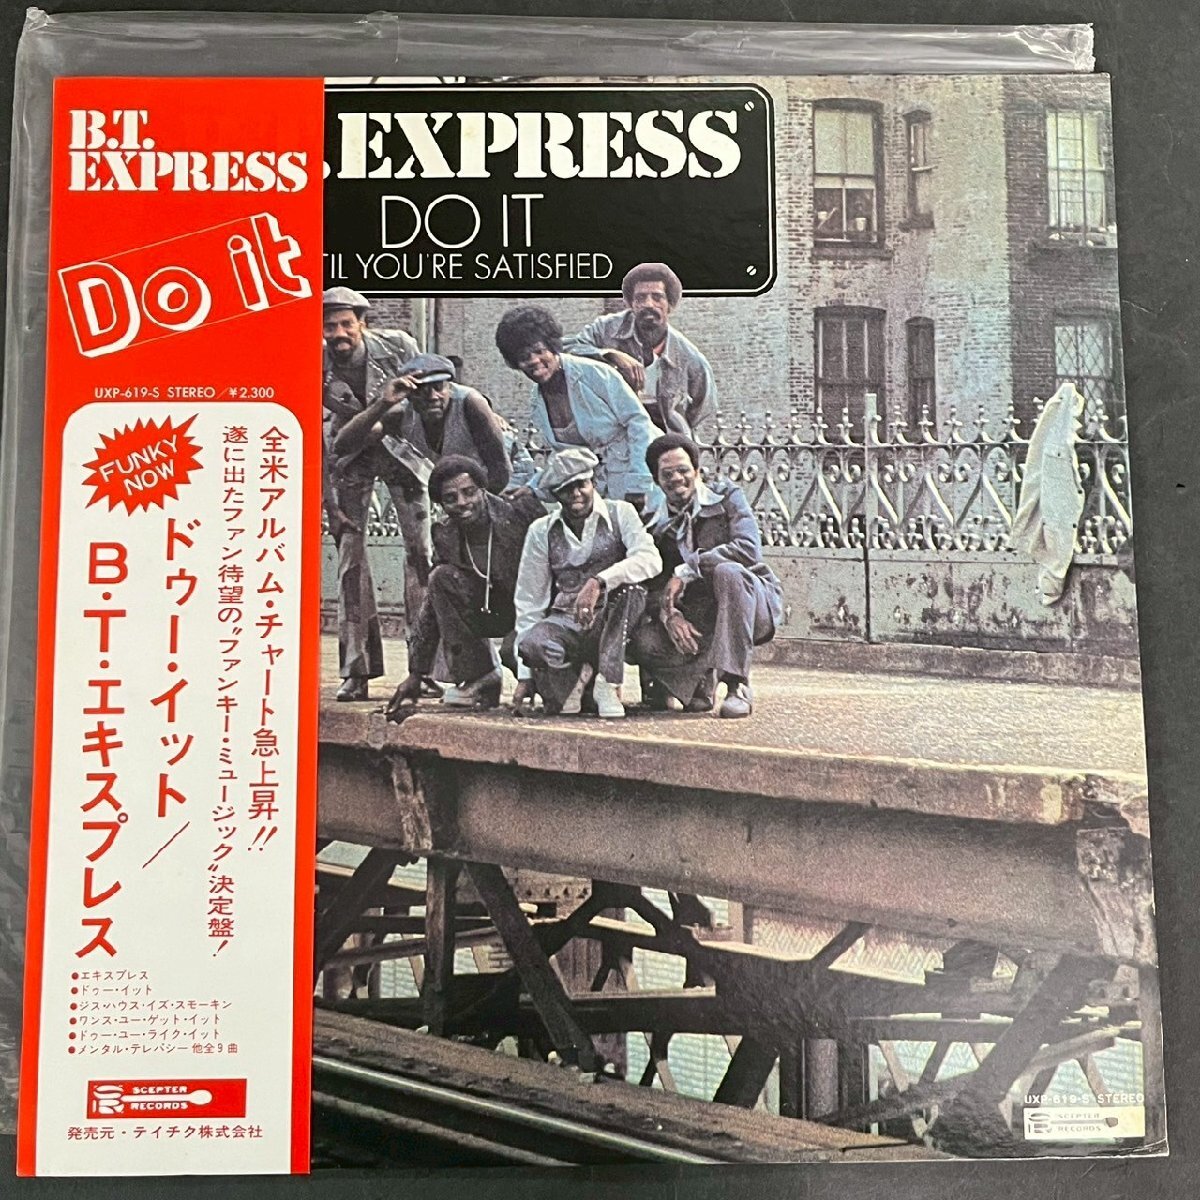 B.T.
EXPRESS
Do it
UXP-619-S STEREO/¥2,300
FUNKY
NOW
全米アルバム・チャート急上昇!!
遂に出たファン待望の"ファンキー・ミュージック"決定盤!
ドゥー・イット/
B・T・エキスプレス
●エキスプレス
●ドゥー・イット
●ジス・ハウス・イズ・スモーキン
●ワンス・ユー・ゲット・イット
●ドゥー・ユー・ライク・イット
●メンタル・テレパシー 他全9曲
SCEPTER
RECORDS
発売元・テイチク株式会社
. EXPRESS
DO IT
TIL YOU'RE SATISFIED
UXP-619-S STEREO
SCEPTER
RECORDS